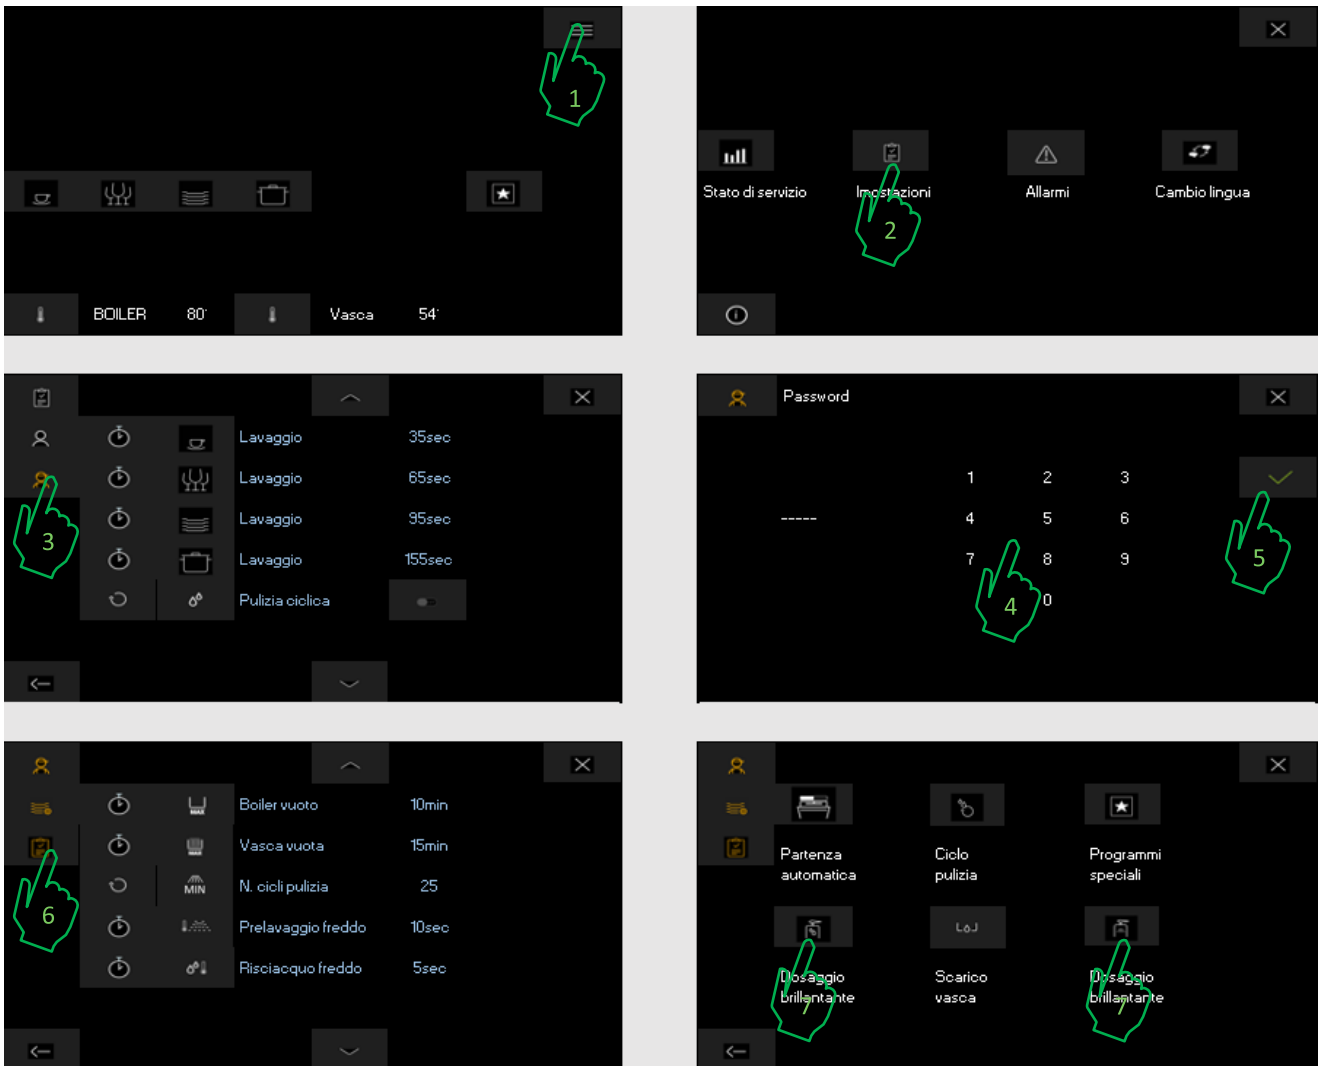 1
Stato di servizio
Impostazioni
Allarmi
Cambio lingua
2
BOILER 80° Vasca 54°
Lavaggio 35sec
Lavaggio 65sec
Lavaggio 95sec
Lavaggio 155sec
Pulizia ciclica
3
Password
1 2 3
----- 4 5 6
7 8 9
0
4
5
Boiler vuoto 10min
MAX
Vasca vuota 15min
MIN N. cicli pulizia 25
Prelavaggio freddo 10sec
Risciacquo freddo 5sec
6
Partenza
automatica
Ciclo
pulizia
Programmi
speciali
Dosaggio
brillantante
7
Scarico
vasca
Dosaggio
brillantante
7